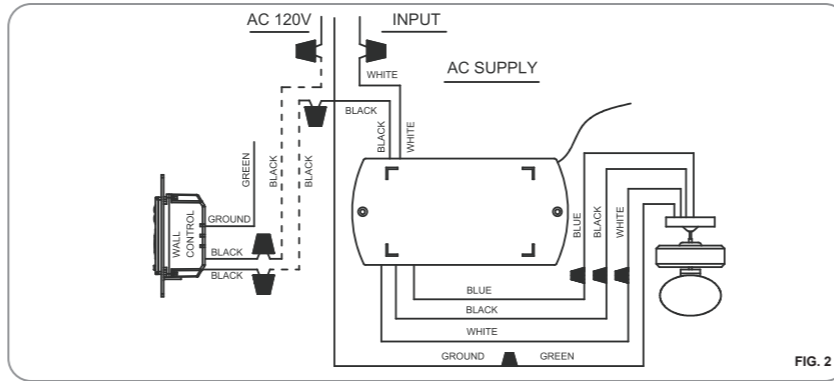 AC 120V
INPUT
WHITE
AC SUPPLY
BLACK
BLACK
WHITE
GREEN
BLACK
BLACK
WALL
CONTROL
GROUND
BLACK
BLACK
BLUE
BLACK
WHITE
BLUE
BLACK
WHITE
GROUND
GREEN
FIG. 2